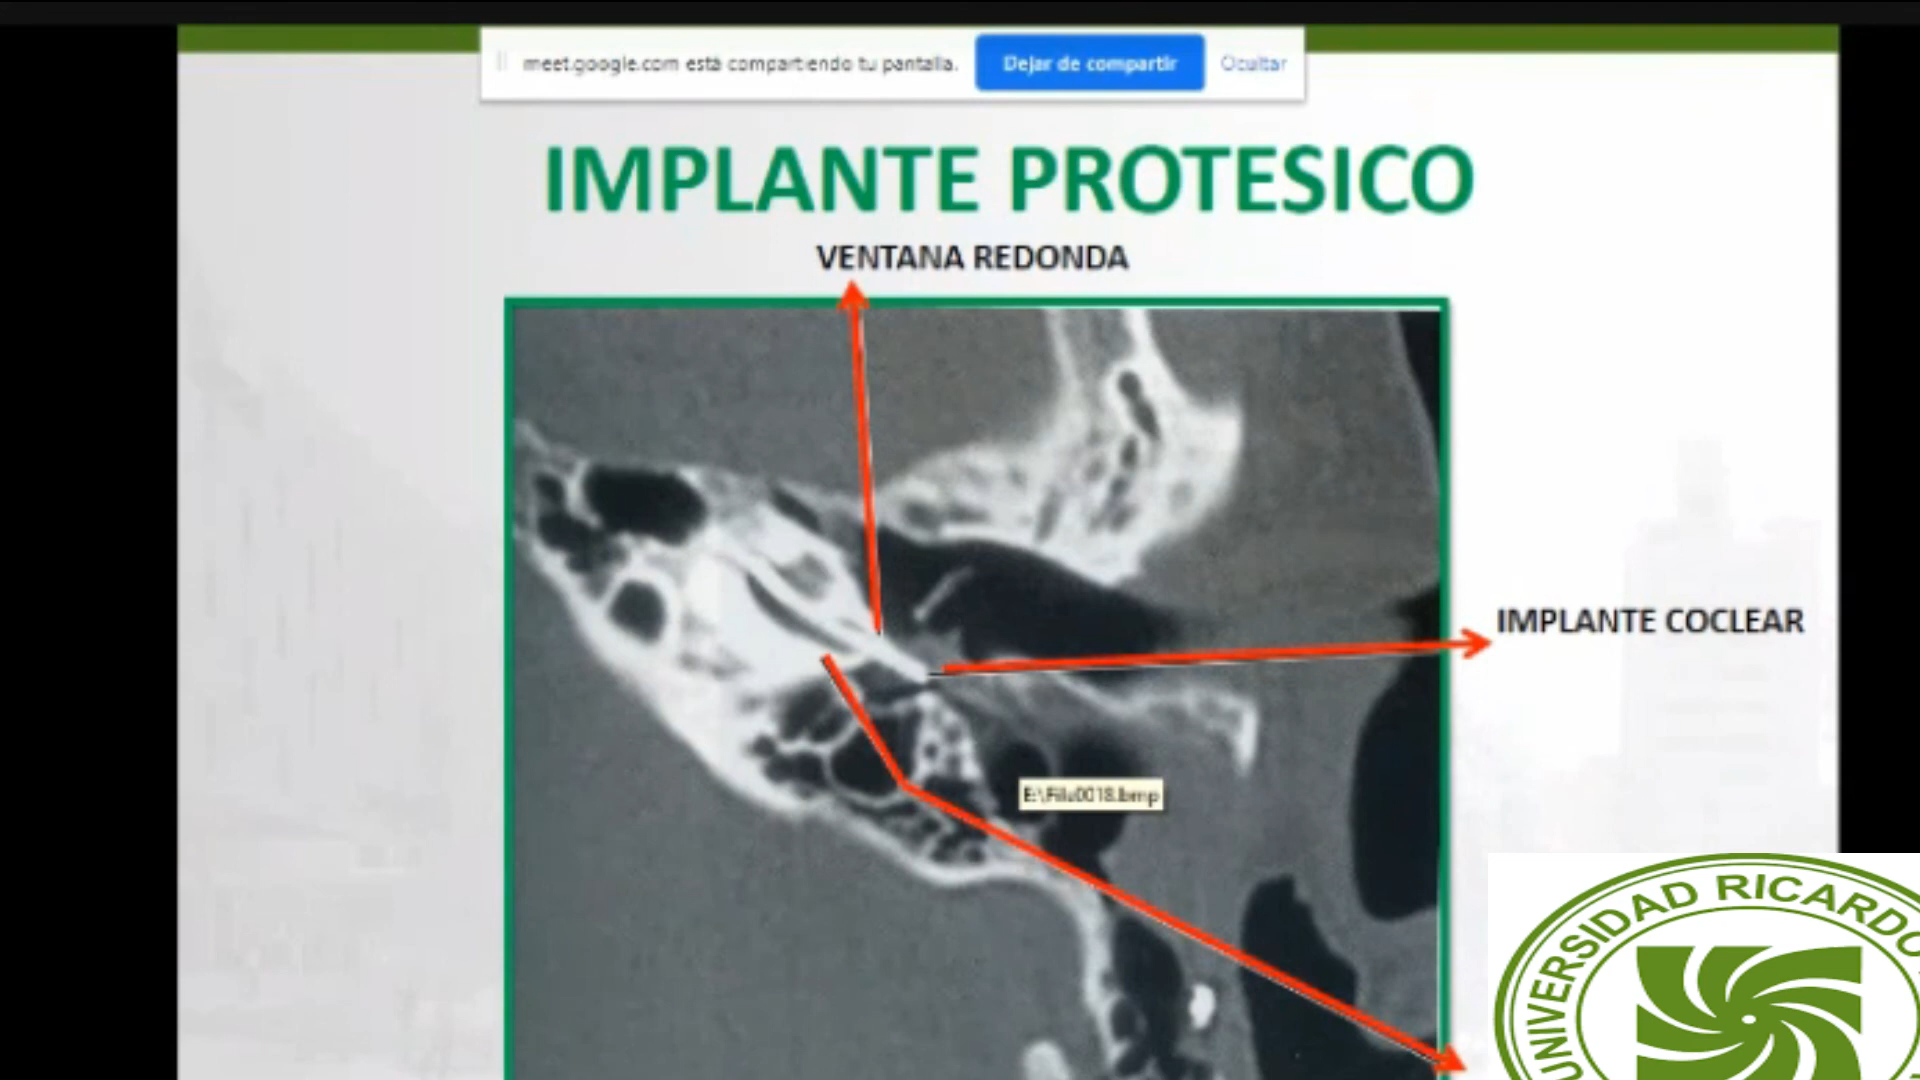 meet.google.com está compartiendo tu pantalla.
Dejar de compartir
Ocultar
IMPLANTE PROTESICO
VENTANA REDONDA
IMPLANTE COCLEAR
E:\File0018.bmp
UNIVERSIDAD RICARDO